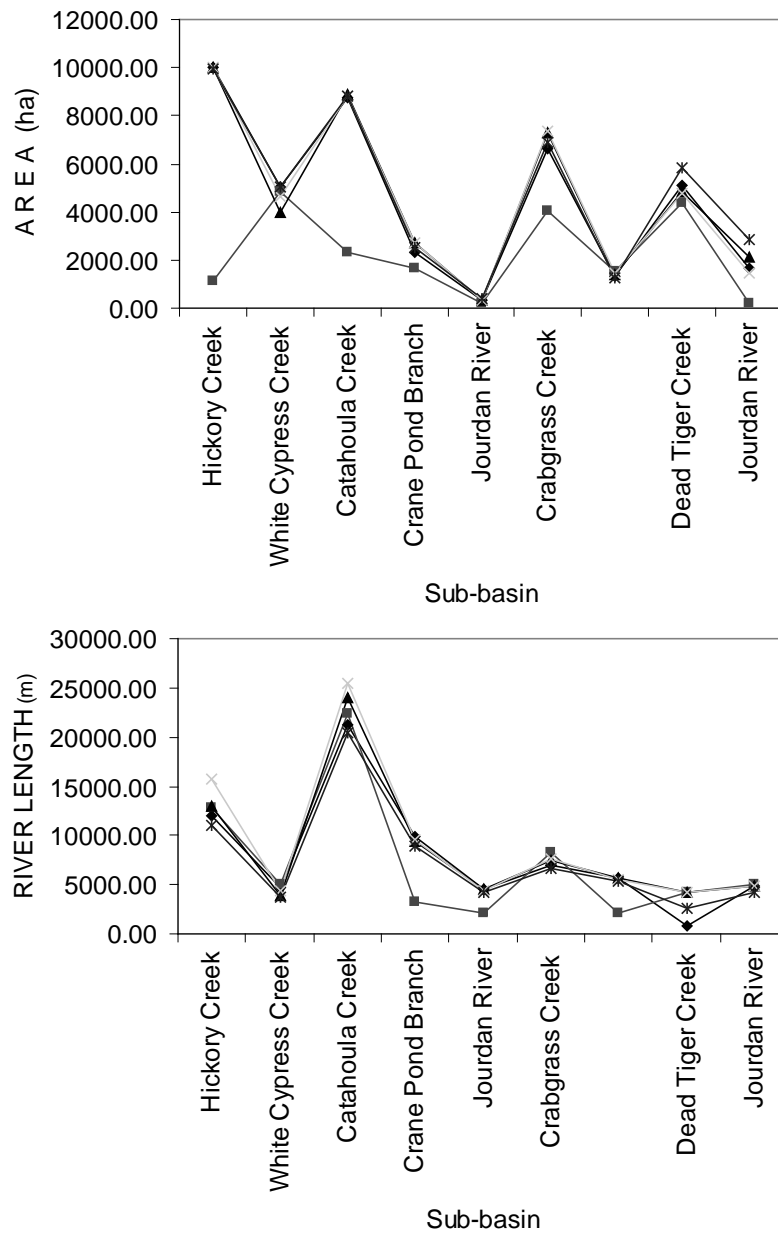 12000.00
10000.00
8000.00
6000.00
4000.00
2000.00
0.00
A R E A (ha)
Hickory Creek
White Cypress Creek
Catahoula Creek
Crane Pond Branch
Jourdan River
Crabgrass Creek
Dead Tiger Creek
Jourdan River
Sub-basin
30000.00
25000.00
20000.00
15000.00
10000.00
5000.00
0.00
RIVER LENGTH (m)
Hickory Creek
White Cypress Creek
Catahoula Creek
Crane Pond Branch
Jourdan River
Crabgrass Creek
Dead Tiger Creek
Jourdan River
Sub-basin